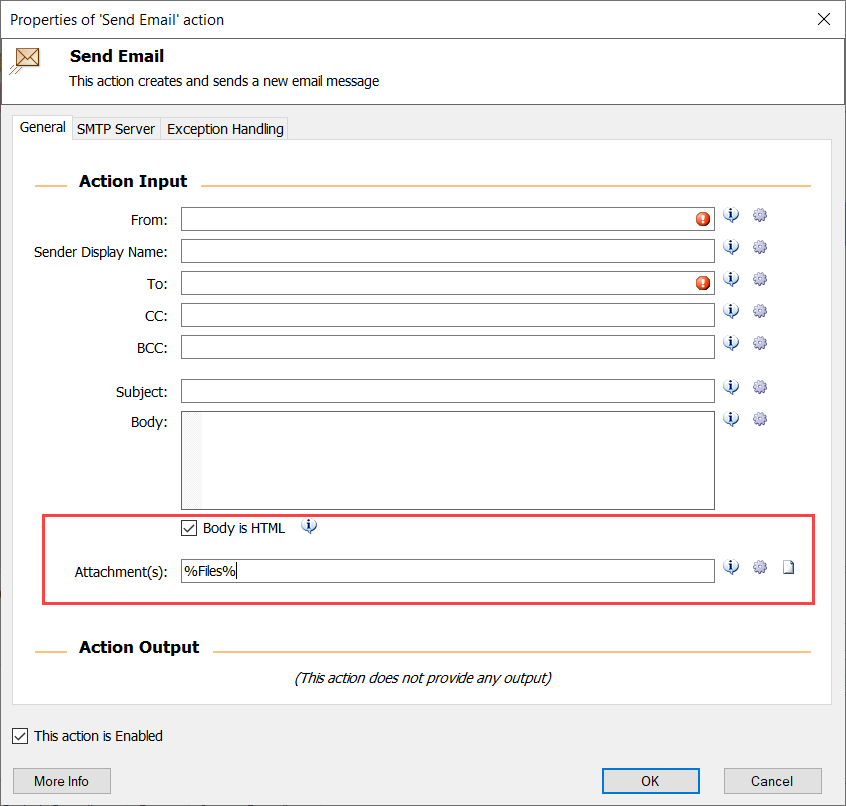 Properties of 'Send Email' action
Send Email
This action creates and sends a new email message
General SMTP Server Exception Handling
Action Input
From:
Sender Display Name:
To:
CC:
BCC:
Subject:
Body:
Body is HTML
Attachment(s): %Files%
Action Output
(This action does not provide any output)
This action is Enabled
More Info OK Cancel